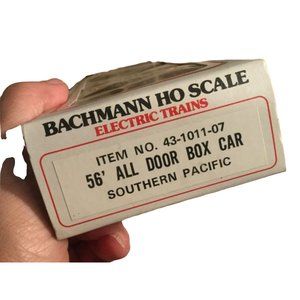 BACHMANN HO SCALE
ELECTRIC TRAINS
ITEM NO. 43-1011-07
56' ALL DOOR BOX CAR
SOUTHERN PACIFIC